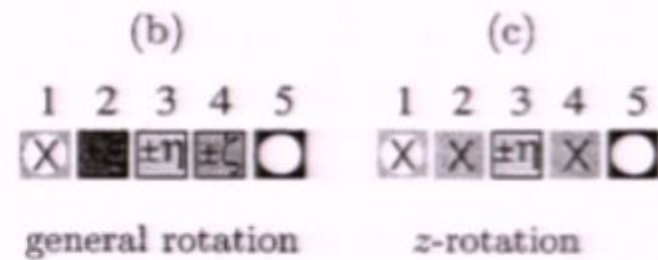 (b) (c)
1 2 3 4 5 1 2 3 4 5
X ±η ±ζ X X ±η X
general rotation z-rotation